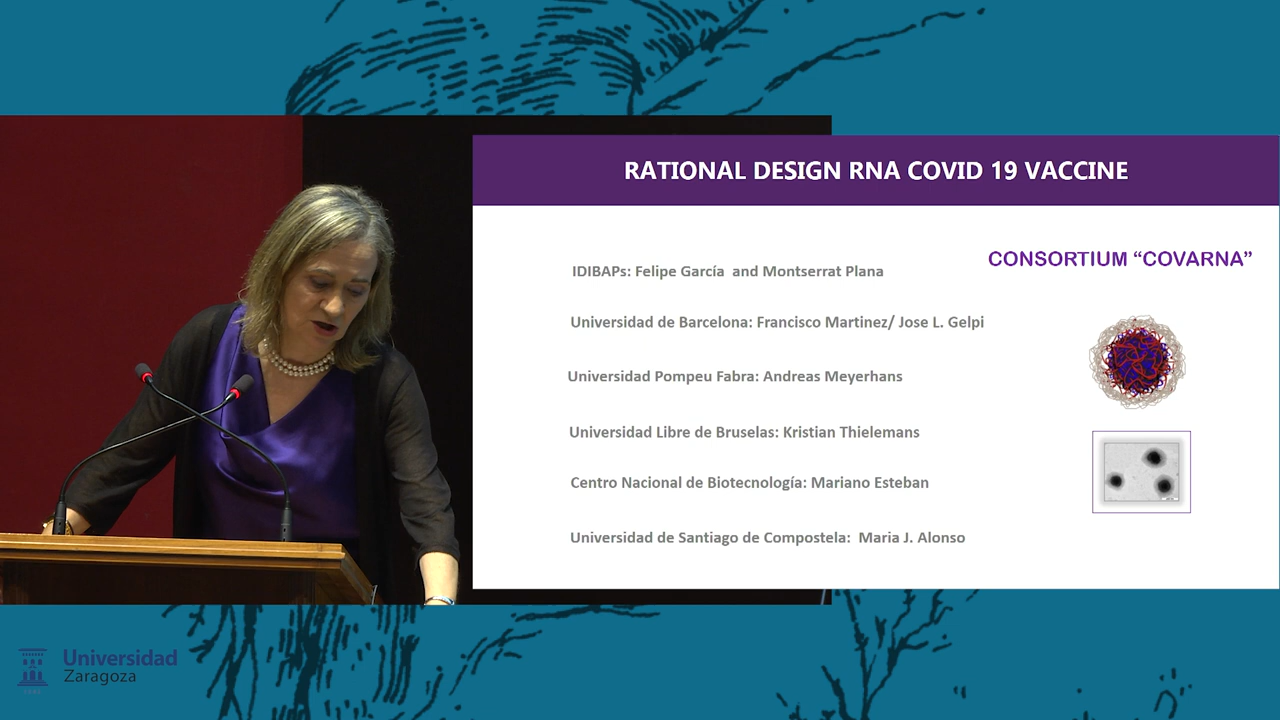 RATIONAL DESIGN RNA COVID 19 VACCINE
CONSORTIUM “COVARNA”
IDIBAPs: Felipe García and Montserrat Plana
Universidad de Barcelona: Francisco Martinez/ Jose L. Gelpi
Universidad Pompeu Fabra: Andreas Meyerhans
Universidad Libre de Bruselas: Kristian Thielemans
Centro Nacional de Biotecnología: Mariano Esteban
Universidad de Santiago de Compostela: Maria J. Alonso
Universidad
Zaragoza